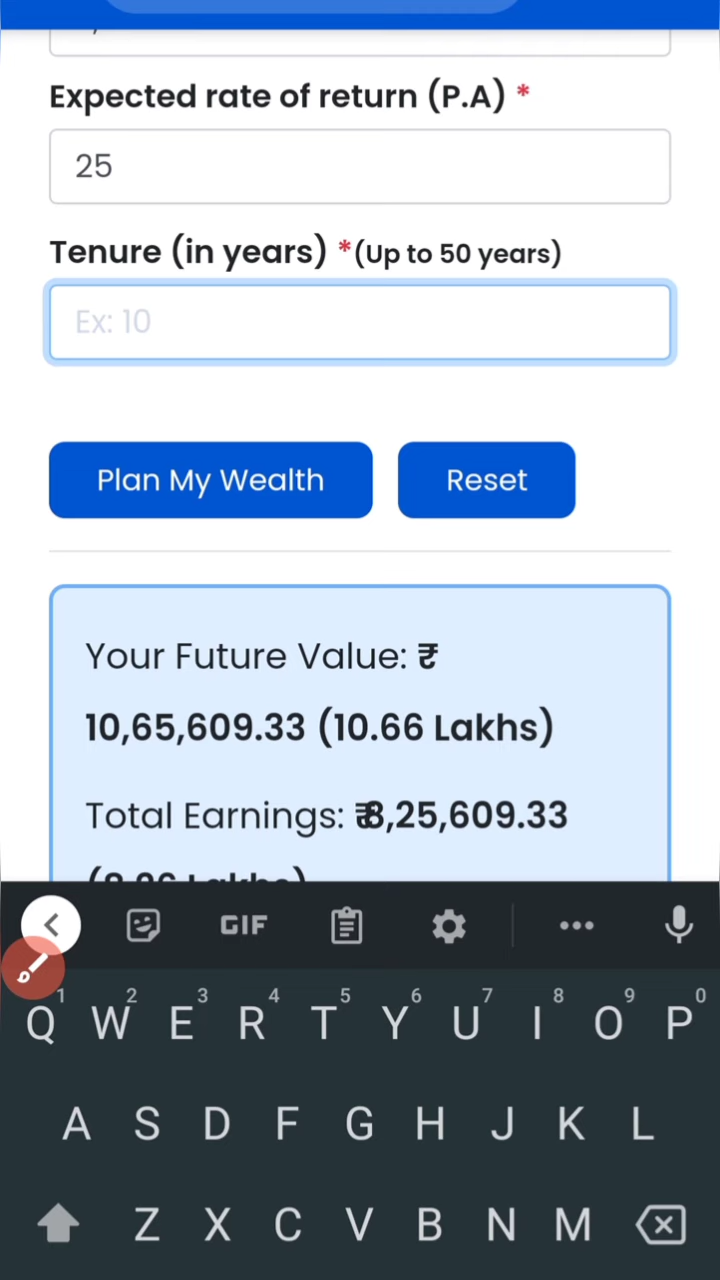 Expected rate of return (P.A) *
25
Tenure (in years) *(Up to 50 years)
Ex: 10
Plan My Wealth Reset
Your Future Value: ₹
10,65,609.33 (10.66 Lakhs)
Total Earnings: ₹8,25,609.33
GIF
1 2 3 4 5 6 7 8 9 0
Q W E R T Y U I O P
A S D F G H J K L
Z X C V B N M